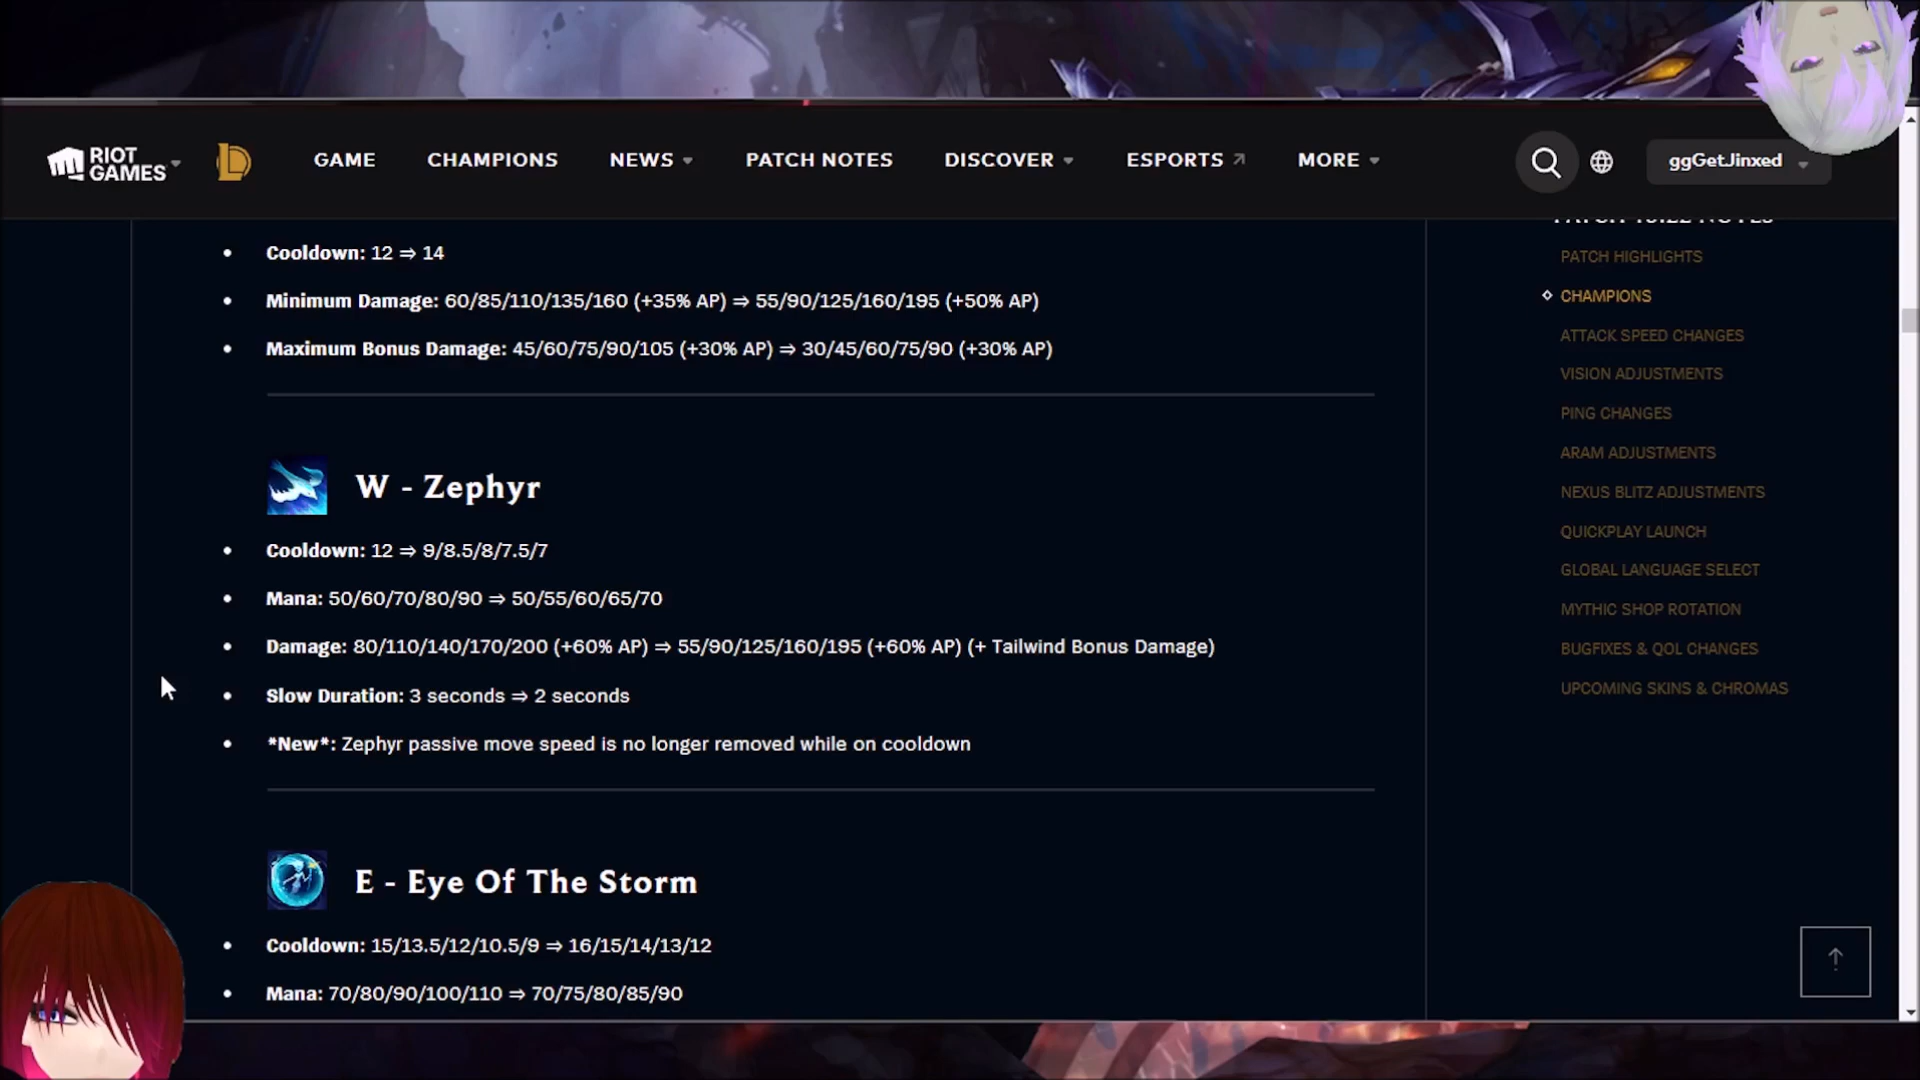 RIOT GAMES
GAME CHAMPIONS NEWS PATCH NOTES DISCOVER ESPORTS MORE ggGetJinxed
PATCH 13.22 NOTES
Cooldown: 12 ⇒ 14
Minimum Damage: 60/85/110/135/160 (+35% AP) ⇒ 55/90/125/160/195 (+50% AP)
Maximum Bonus Damage: 45/60/75/90/105 (+30% AP) ⇒ 30/45/60/75/90 (+30% AP)
W - Zephyr
Cooldown: 12 ⇒ 9/8.5/8/7.5/7
Mana: 50/60/70/80/90 ⇒ 50/55/60/65/70
Damage: 80/110/140/170/200 (+60% AP) ⇒ 55/90/125/160/195 (+60% AP) (+ Tailwind Bonus Damage)
Slow Duration: 3 seconds ⇒ 2 seconds
*New*: Zephyr passive move speed is no longer removed while on cooldown
E - Eye Of The Storm
Cooldown: 15/13.5/12/10.5/9 ⇒ 16/15/14/13/12
Mana: 70/80/90/100/110 ⇒ 70/75/80/85/90
PATCH HIGHLIGHTS
CHAMPIONS
ATTACK SPEED CHANGES
VISION ADJUSTMENTS
PING CHANGES
ARAM ADJUSTMENTS
NEXUS BLITZ ADJUSTMENTS
QUICKPLAY LAUNCH
GLOBAL LANGUAGE SELECT
MYTHIC SHOP ROTATION
BUGFIXES & QOL CHANGES
UPCOMING SKINS & CHROMAS